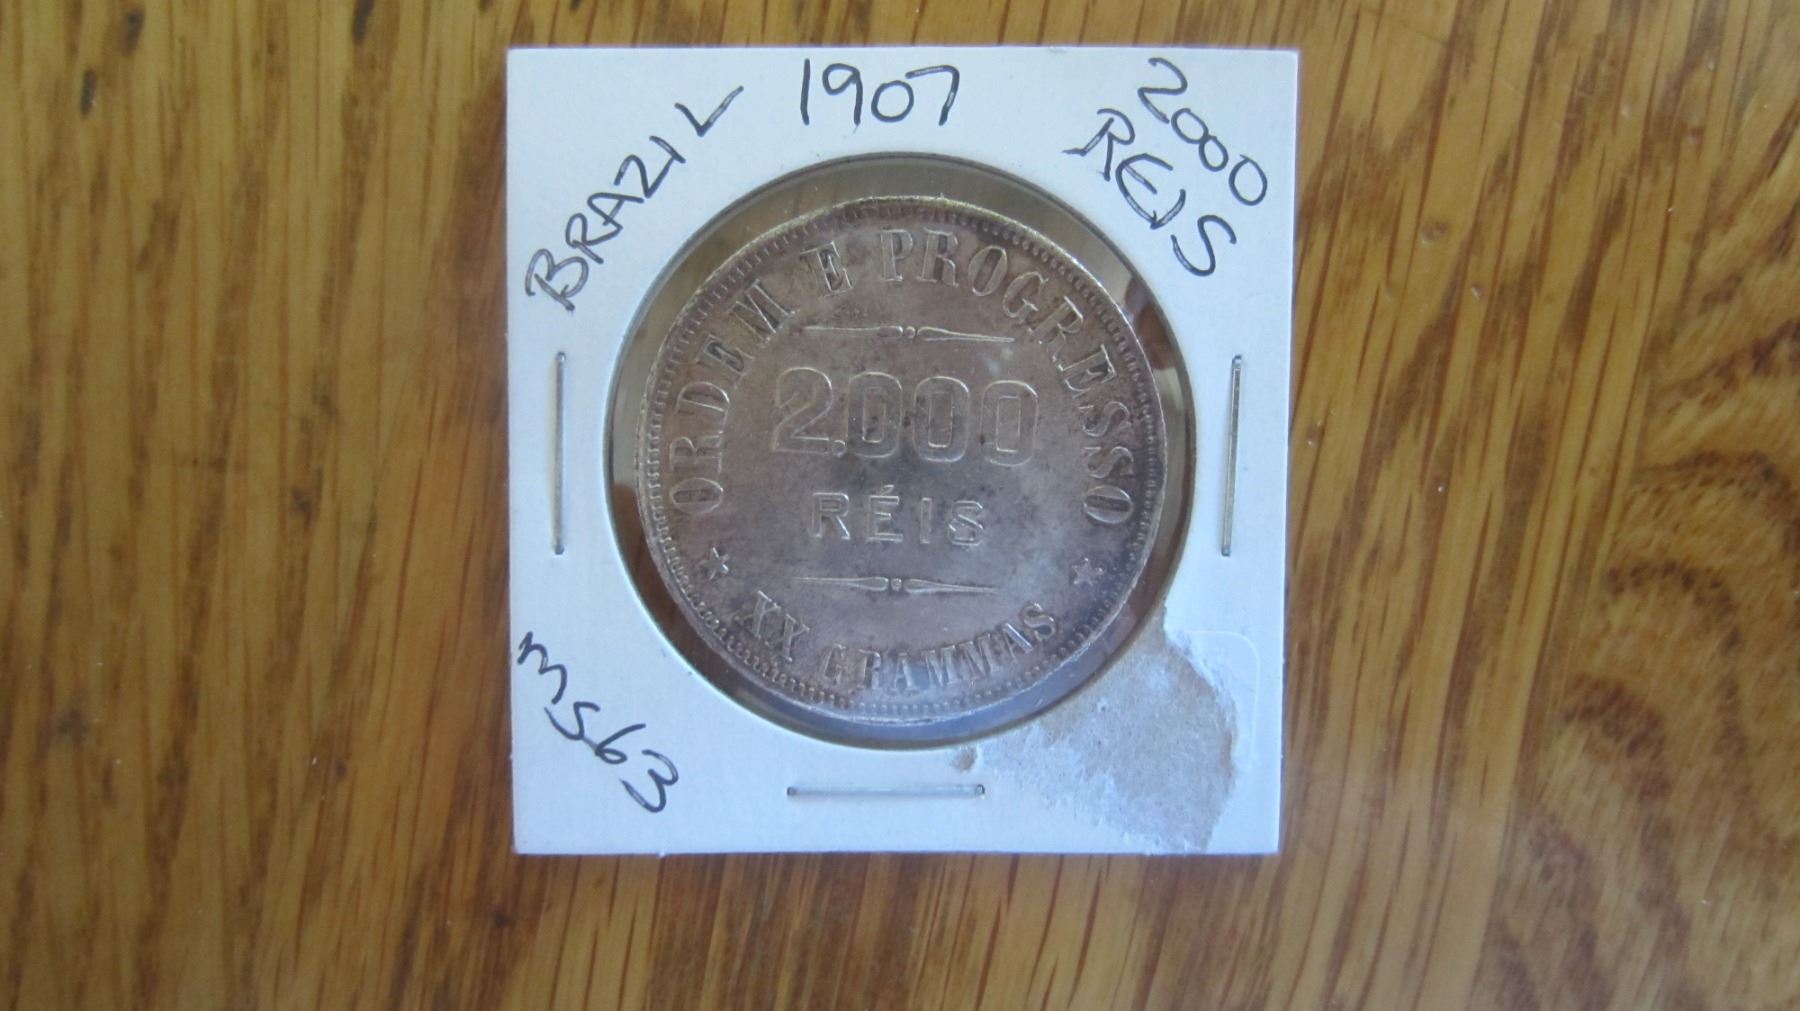 BRAZIL
1907
2000
REIS
ORDEM E PROGRESSO
2.000
RÉIS
XX GRAMMAS
MS63